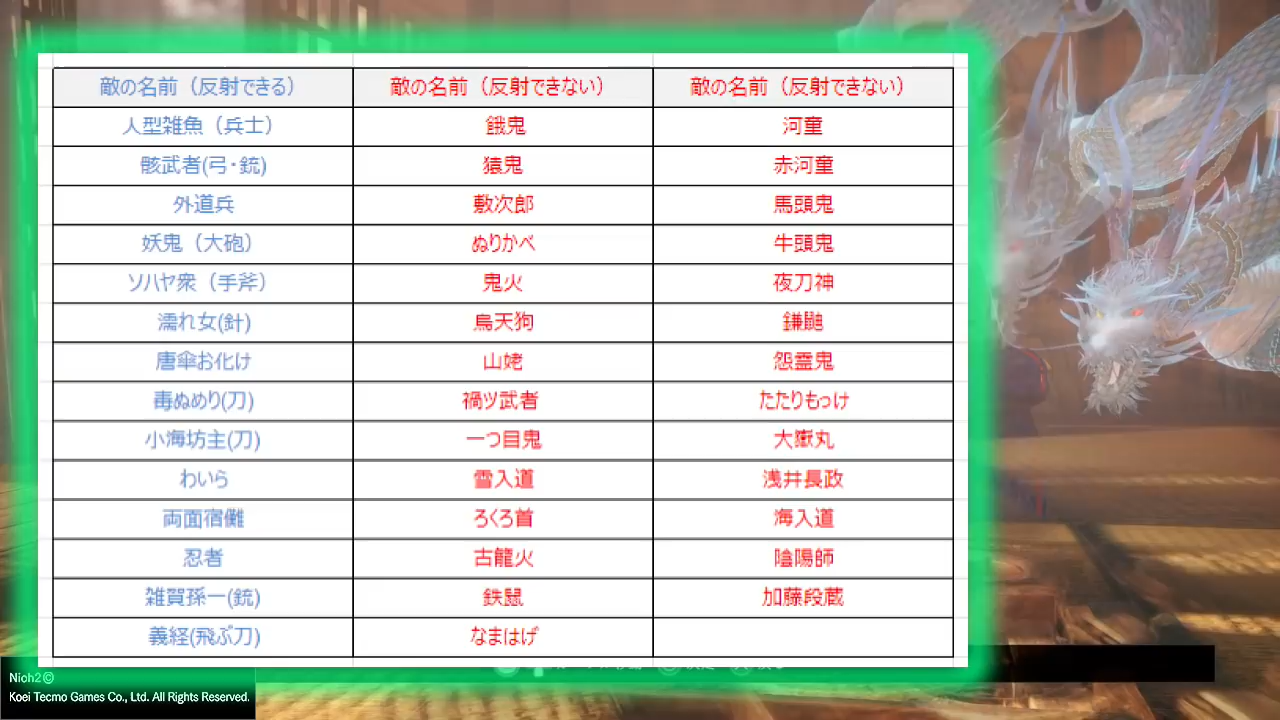 敵の名前（反射できる） 敵の名前（反射できない） 敵の名前（反射できない）
人型雑魚（兵士） 餓鬼 河童
骸武者(弓・銃) 猿鬼 赤河童
外道兵 敷次郎 馬頭鬼
妖鬼（大砲） ぬりかべ 牛頭鬼
ソハヤ衆（手斧） 鬼火 夜刀神
濡れ女(針) 烏天狗 鎌鼬
唐傘お化け 山姥 怨霊鬼
毒ぬめり(刀) 禍ツ武者 たたりもっけ
小海坊主(刀) 一つ目鬼 大嶽丸
わいら 雪入道 浅井長政
両面宿儺 ろくろ首 海入道
忍者 古籠火 陰陽師
雑賀孫一(銃) 鉄鼠 加藤段蔵
義経(飛ぶ刀) なまはげ
Nioh2©
Koei Tecmo Games Co., Ltd. All Rights Reserved.